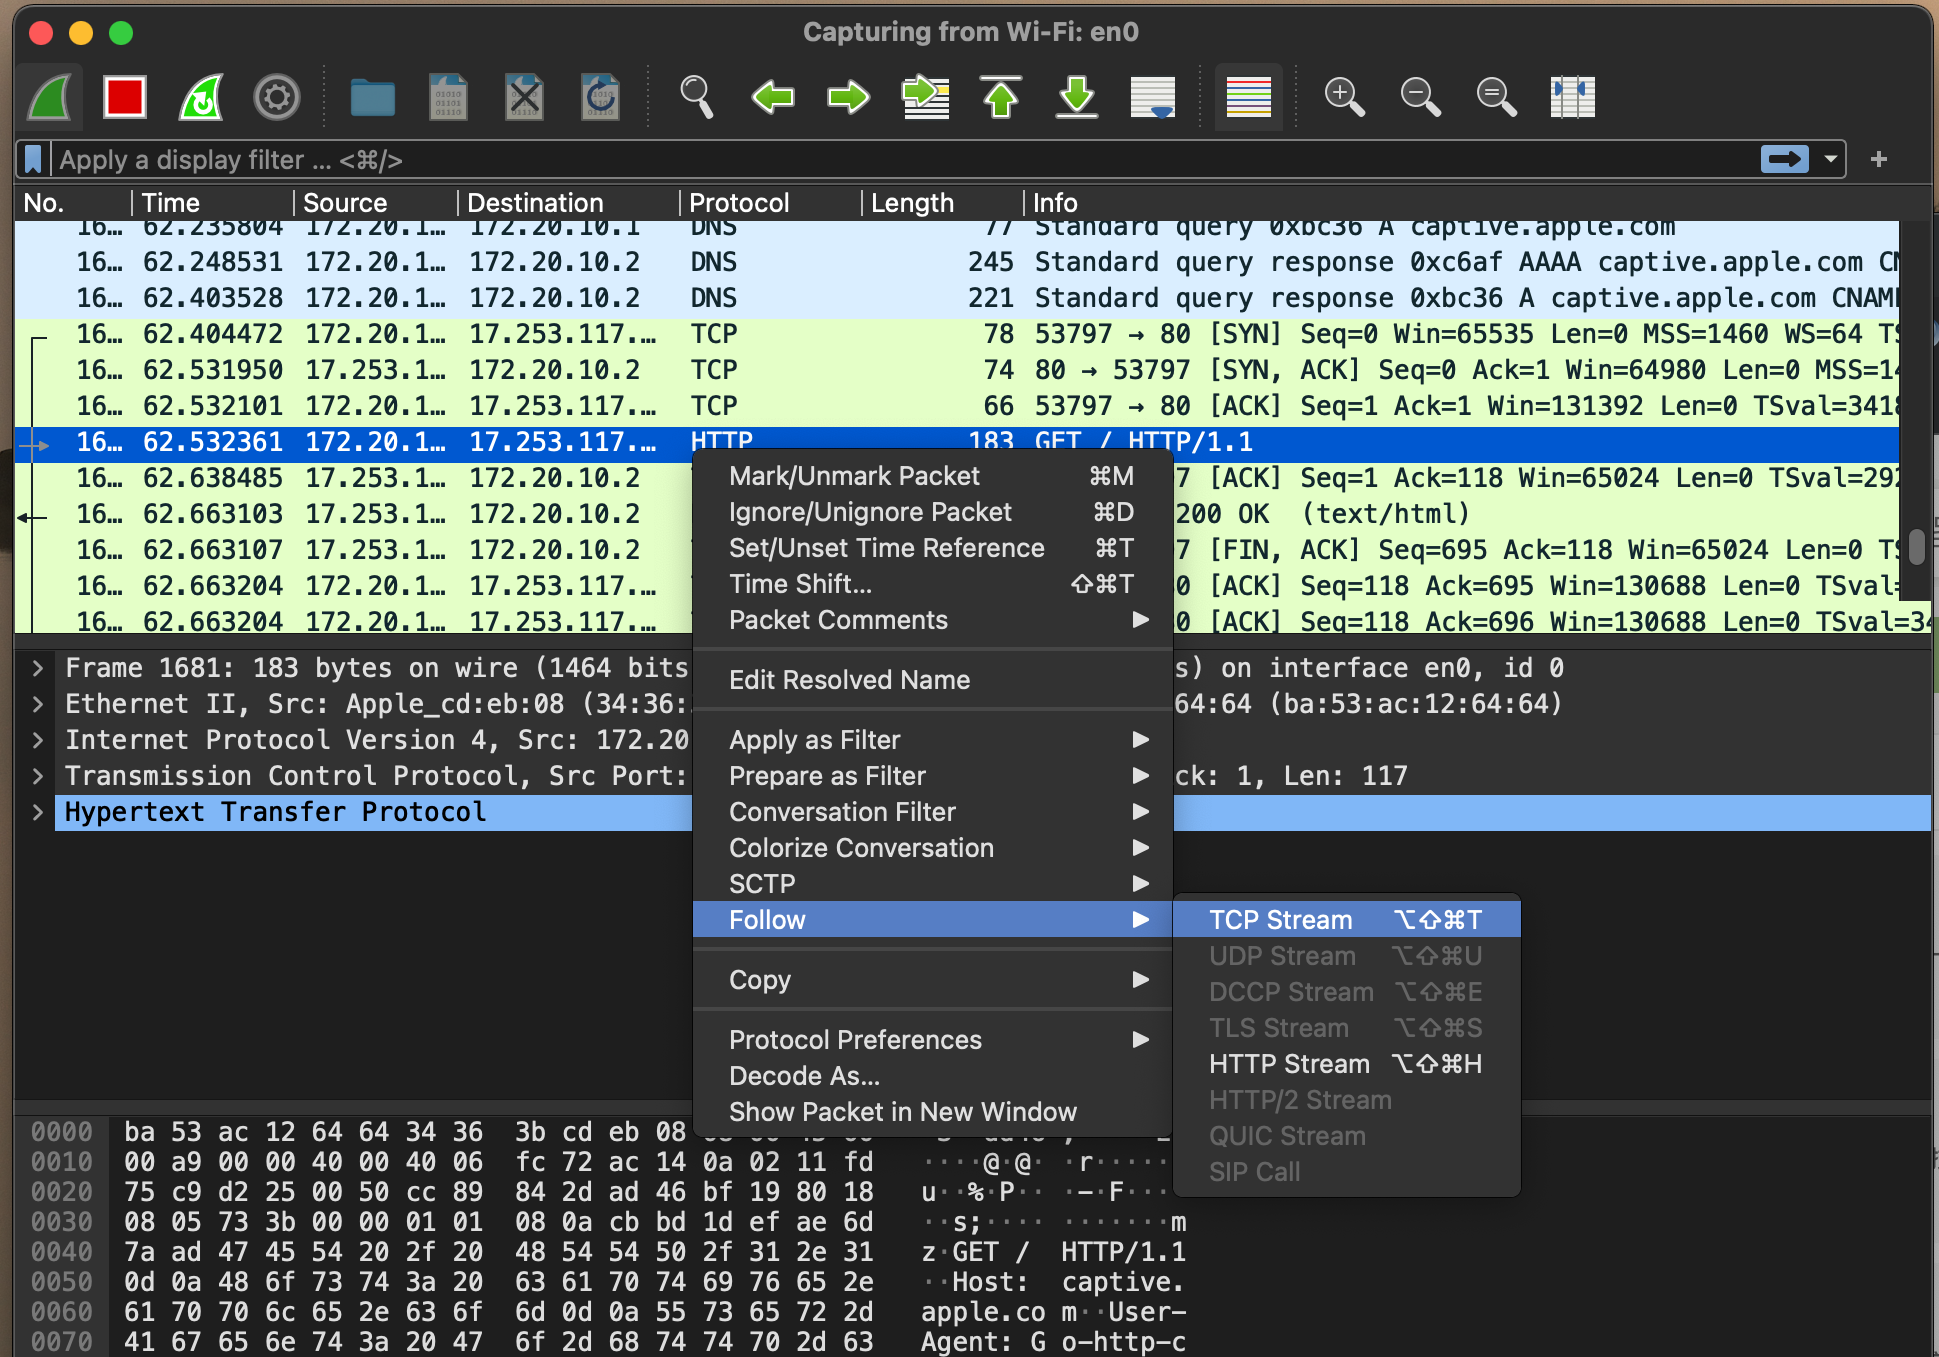 Capturing from Wi-Fi: en0
Apply a display filter ... <⌘/>
No. Time Source Destination Protocol Length Info
16… 62.235804 172.20.1… 172.20.10.1 DNS 77 Standard query 0xbc36 A captive.apple.com
16… 62.248531 172.20.1… 172.20.10.2 DNS 245 Standard query response 0xc6af AAAA captive.apple.com
16… 62.403528 172.20.1… 172.20.10.2 DNS 221 Standard query response 0xbc36 A captive.apple.com CNAM
16… 62.404472 172.20.1… 17.253.117.… TCP 78 53797 → 80 [SYN] Seq=0 Win=65535 Len=0 MSS=1460 WS=64
16… 62.531950 17.253.1… 172.20.10.2 TCP 74 80 → 53797 [SYN, ACK] Seq=0 Ack=1 Win=64980 Len=0 MSS=14
16… 62.532101 172.20.1… 17.253.117.… TCP 66 53797 → 80 [ACK] Seq=1 Ack=1 Win=131392 Len=0 TSval=3418
16… 62.532361 172.20.1… 17.253.117.… HTTP 183 GET / HTTP/1.1
16… 62.638485 17.253.1… 172.20.10.2 7 [ACK] Seq=1 Ack=118 Win=65024 Len=0 TSval=292
16… 62.663103 17.253.1… 172.20.10.2 200 OK (text/html)
16… 62.663107 17.253.1… 172.20.10.2 7 [FIN, ACK] Seq=695 Ack=118 Win=65024 Len=0
16… 62.663204 172.20.1… 17.253.117.… 0 [ACK] Seq=118 Ack=695 Win=130688 Len=0 TSval=
16… 62.663204 172.20.1… 17.253.117.… 0 [ACK] Seq=118 Ack=696 Win=130688 Len=0 TSval=34
Mark/Unmark Packet ⌘M
Ignore/Unignore Packet ⌘D
Set/Unset Time Reference ⌘T
Time Shift... ⇧⌘T
Packet Comments
Edit Resolved Name
Apply as Filter
Prepare as Filter
Conversation Filter
Colorize Conversation
SCTP
Follow
Copy
Protocol Preferences
Decode As...
Show Packet in New Window
TCP Stream ⌥⇧⌘T
UDP Stream ⌥⇧⌘U
DCCP Stream ⌥⇧⌘E
TLS Stream ⌥⇧⌘S
HTTP Stream ⌥⇧⌘H
HTTP/2 Stream
QUIC Stream
SIP Call
Frame 1681: 183 bytes on wire (1464 bits s) on interface en0, id 0
Ethernet II, Src: Apple_cd:eb:08 (34:36: 64:64 (ba:53:ac:12:64:64)
Internet Protocol Version 4, Src: 172.20
Transmission Control Protocol, Src Port: ck: 1, Len: 117
Hypertext Transfer Protocol
0000 ba 53 ac 12 64 64 34 36 3b cd eb 08
0010 00 a9 00 00 40 00 40 06 fc 72 ac 14 0a 02 11 fd ····@·@· ·r·····
0020 75 c9 d2 25 00 50 cc 89 84 2d ad 46 bf 19 80 18 u··%·P·· ·-·F····
0030 08 05 73 3b 00 00 01 01 08 0a cb bd 1d ef ae 6d ··s;···· ·······m
0040 7a ad 47 45 54 20 2f 20 48 54 54 50 2f 31 2e 31 z·GET / HTTP/1.1
0050 0d 0a 48 6f 73 74 3a 20 63 61 70 74 69 76 65 2e ··Host: captive.
0060 61 70 70 6c 65 2e 63 6f 6d 0d 0a 55 73 65 72 2d apple.co m··User-
0070 41 67 65 6e 74 3a 20 47 6f 2d 68 74 74 70 2d 63 Agent: G o-http-c